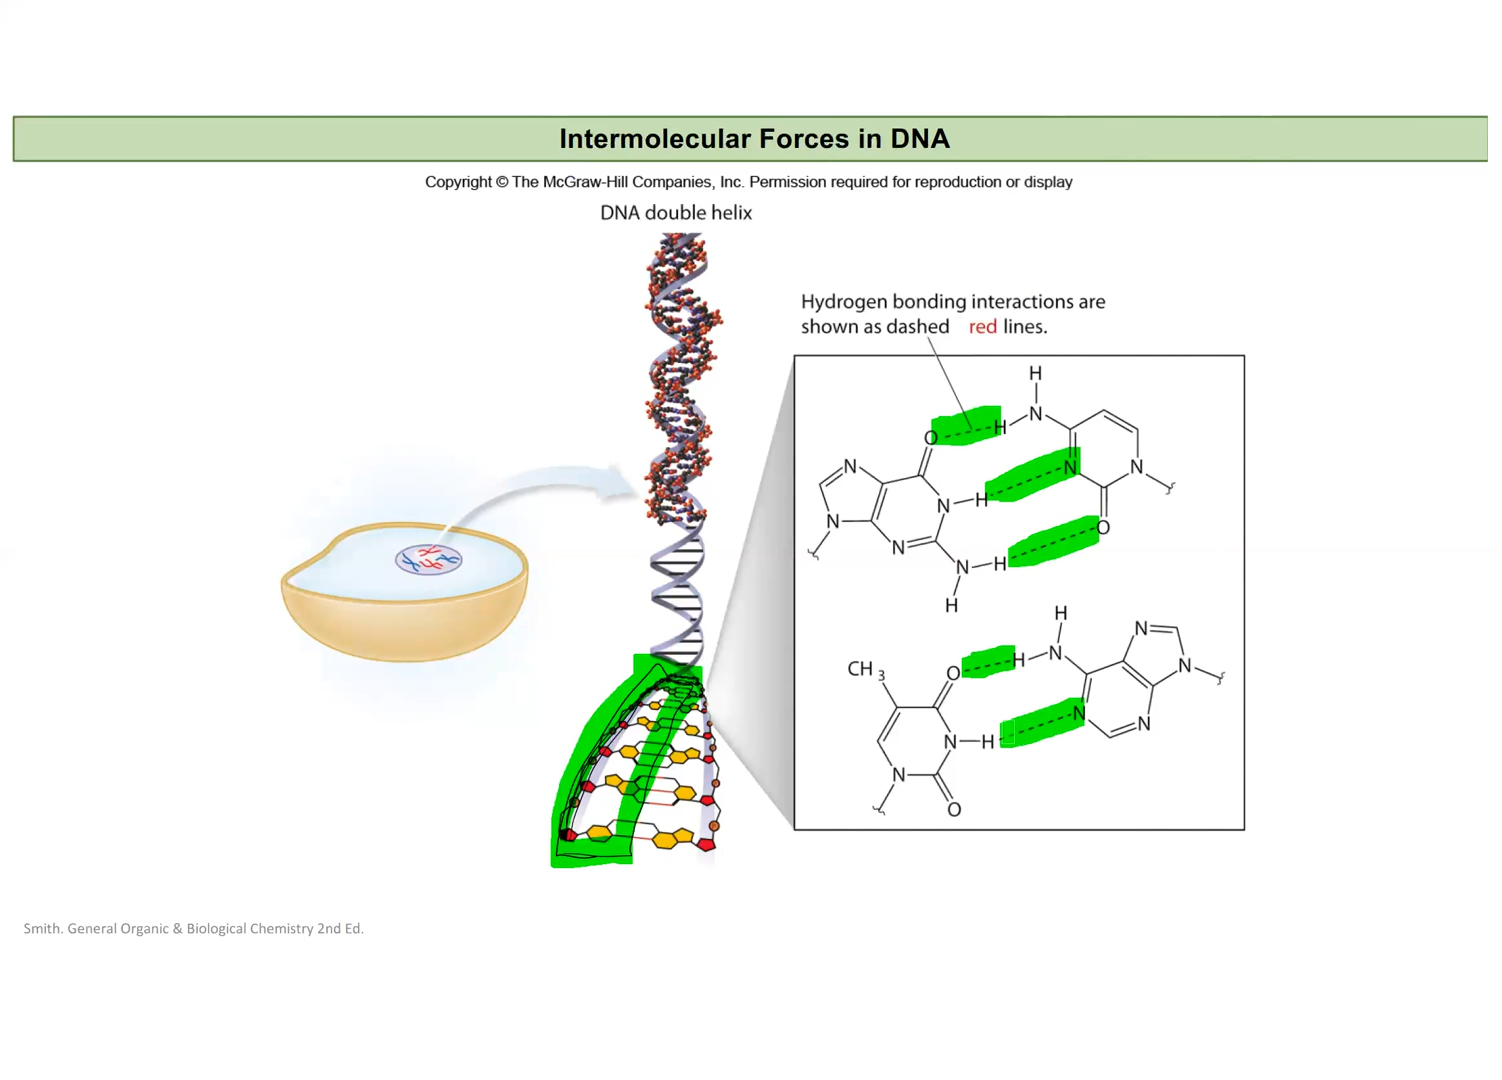 Intermolecular Forces in DNA
Copyright © The McGraw-Hill Companies, Inc. Permission required for reproduction or display
DNA double helix
Hydrogen bonding interactions are
shown as dashed red lines.
H
N
H
O
N
N
N
N
H
N
O
N
N
H
N
H
H
N
N
H
O
CH3
N
N
N
H
N
N
O
Smith. General Organic & Biological Chemistry 2nd Ed.